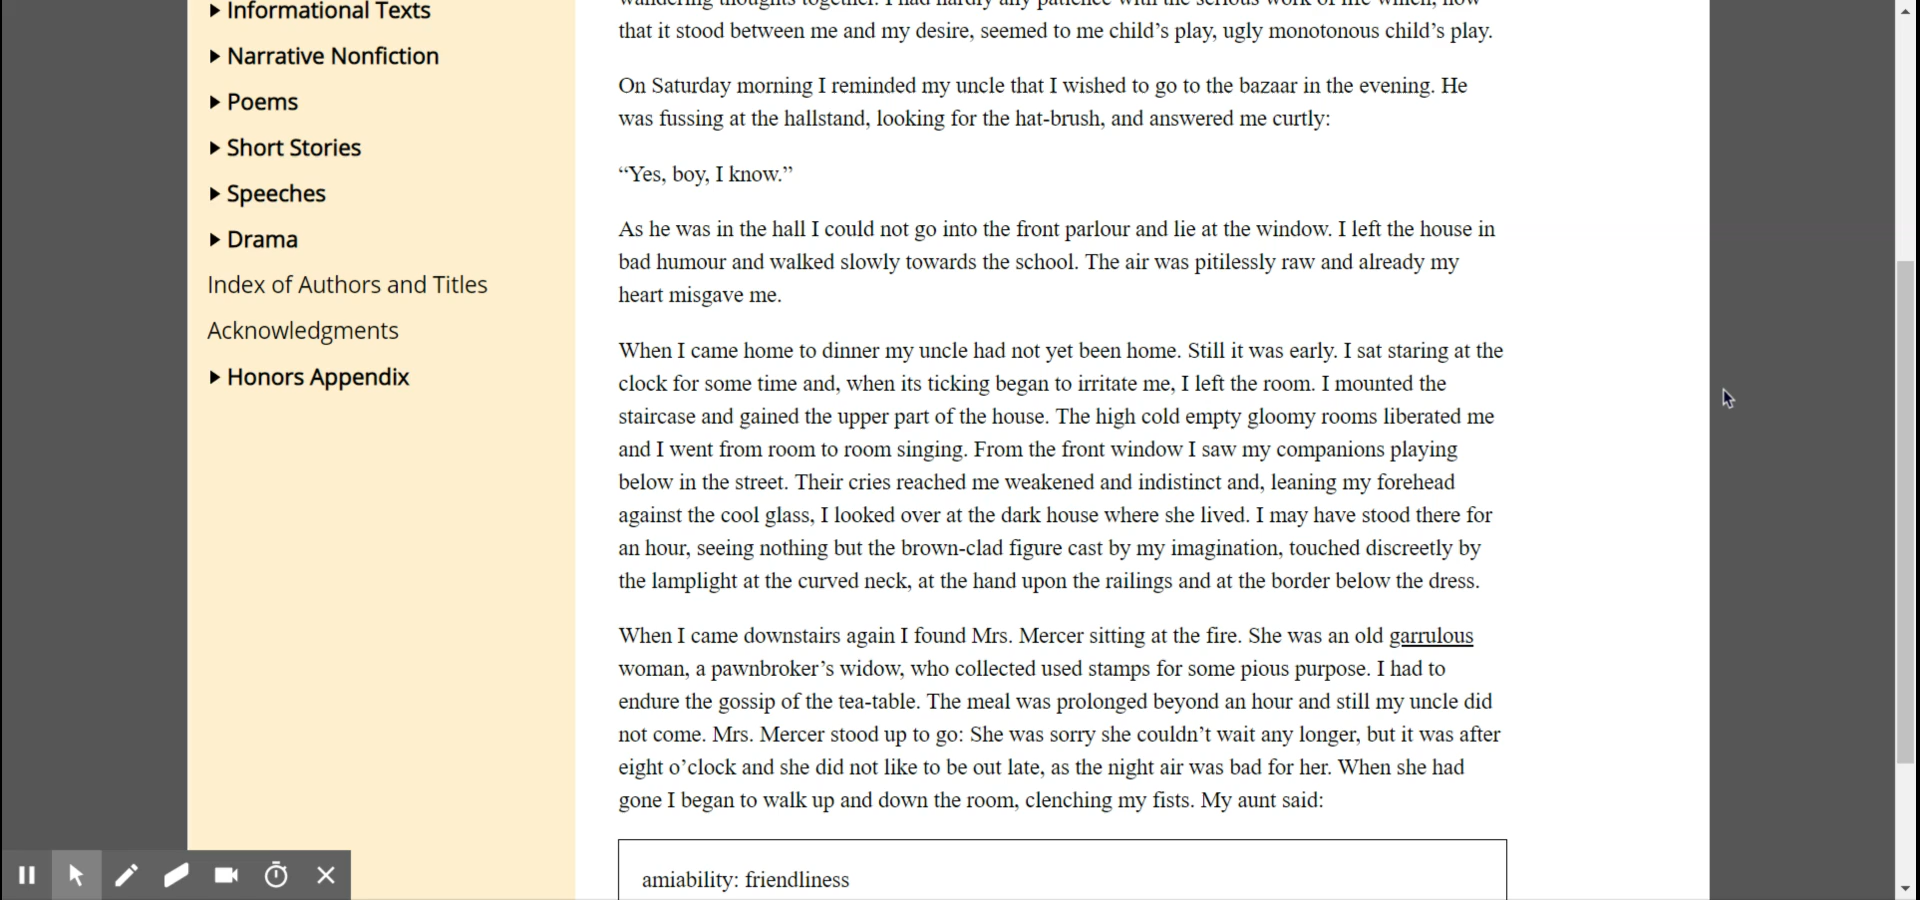 Informational Texts
Narrative Nonfiction
Poems
Short Stories
Speeches
Drama
Index of Authors and Titles
Acknowledgments
Honors Appendix
wandering thoughts together. I had hardly any patience with the serious work of life which, now
that it stood between me and my desire, seemed to me child’s play, ugly monotonous child’s play.
On Saturday morning I reminded my uncle that I wished to go to the bazaar in the evening. He
was fussing at the hallstand, looking for the hat-brush, and answered me curtly:
“Yes, boy, I know.”
As he was in the hall I could not go into the front parlour and lie at the window. I left the house in
bad humour and walked slowly towards the school. The air was pitilessly raw and already my
heart misgave me.
When I came home to dinner my uncle had not yet been home. Still it was early. I sat staring at the
clock for some time and, when its ticking began to irritate me, I left the room. I mounted the
staircase and gained the upper part of the house. The high cold empty gloomy rooms liberated me
and I went from room to room singing. From the front window I saw my companions playing
below in the street. Their cries reached me weakened and indistinct and, leaning my forehead
against the cool glass, I looked over at the dark house where she lived. I may have stood there for
an hour, seeing nothing but the brown-clad figure cast by my imagination, touched discreetly by
the lamplight at the curved neck, at the hand upon the railings and at the border below the dress.
When I came downstairs again I found Mrs. Mercer sitting at the fire. She was an old garrulous
woman, a pawnbroker’s widow, who collected used stamps for some pious purpose. I had to
endure the gossip of the tea-table. The meal was prolonged beyond an hour and still my uncle did
not come. Mrs. Mercer stood up to go: She was sorry she couldn’t wait any longer, but it was after
eight o’clock and she did not like to be out late, as the night air was bad for her. When she had
gone I began to walk up and down the room, clenching my fists. My aunt said:
amiability: friendliness